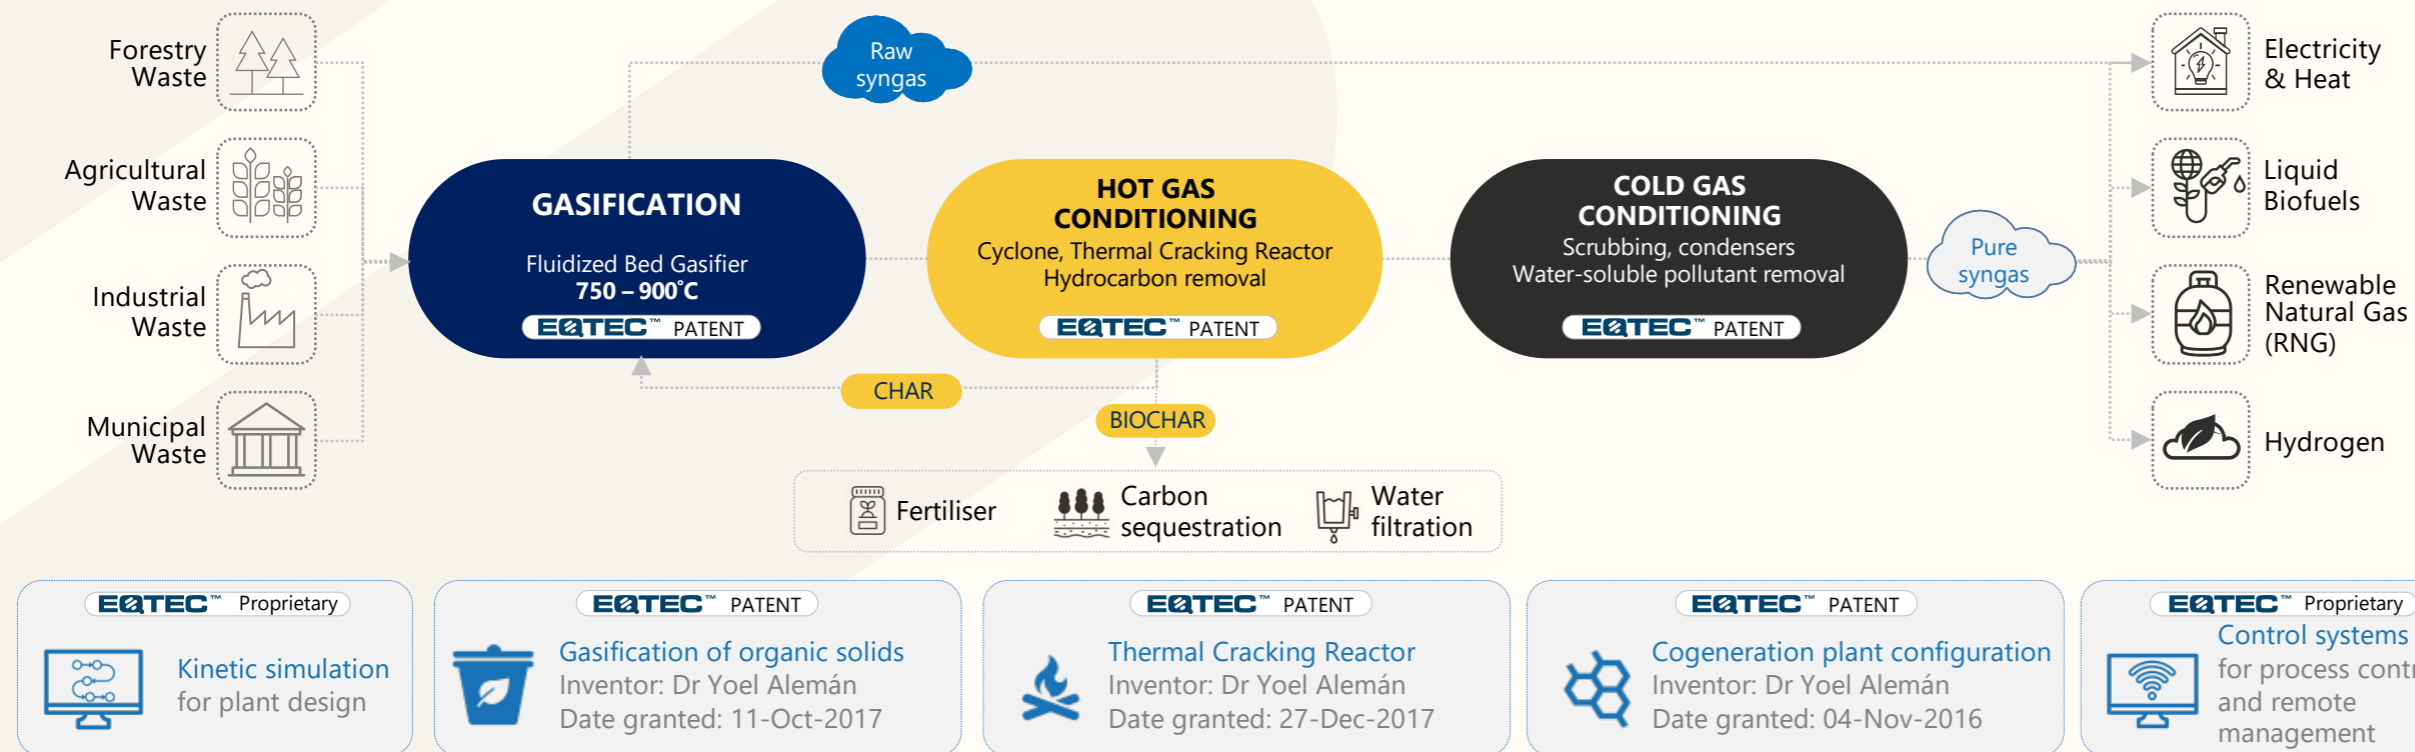 Forestry
Waste
Agricultural
Waste
Industrial
Waste
Municipal
Waste
Raw
syngas
GASIFICATION
Fluidized Bed Gasifier
750 – 900°C
EQTEC™ PATENT
HOT GAS
CONDITIONING
Cyclone, Thermal Cracking Reactor
Hydrocarbon removal
EQTEC™ PATENT
COLD GAS
CONDITIONING
Scrubbing, condensers
Water-soluble pollutant removal
EQTEC™ PATENT
Pure
syngas
Electricity
& Heat
Liquid
Biofuels
Renewable
Natural Gas
(RNG)
Hydrogen
CHAR
BIOCHAR
Fertiliser
Carbon
sequestration
Water
filtration
EQTEC™ Proprietary
Kinetic simulation
for plant design
EQTEC™ PATENT
Gasification of organic solids
Inventor: Dr Yoel Alemán
Date granted: 11-Oct-2017
EQTEC™ PATENT
Thermal Cracking Reactor
Inventor: Dr Yoel Alemán
Date granted: 27-Dec-2017
EQTEC™ PATENT
Cogeneration plant configuration
Inventor: Dr Yoel Alemán
Date granted: 04-Nov-2016
EQTEC™ Proprietary
Control systems
for process
and remote
management